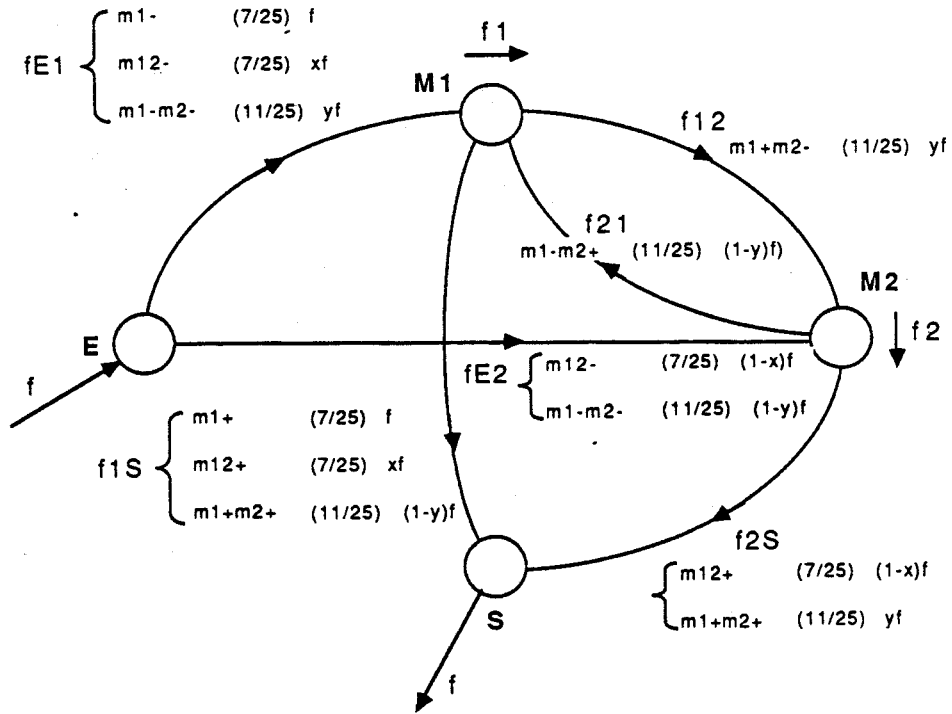 m1- (7/25) f
fE1 m12- (7/25) xf
m1-m2- (11/25) yf
f1
M1
f12
m1+m2- (11/25) yf
f21
m1-m2+ (11/25) (1-y)f)
M2
f2
E
f
fE2 m12- (7/25) (1-x)f
m1-m2- (11/25) (1-y)f
m1+ (7/25) f
f1S m12+ (7/25) xf
m1+m2+ (11/25) (1-y)f
f2S
m12+ (7/25) (1-x)f
m1+m2+ (11/25) yf
S
f